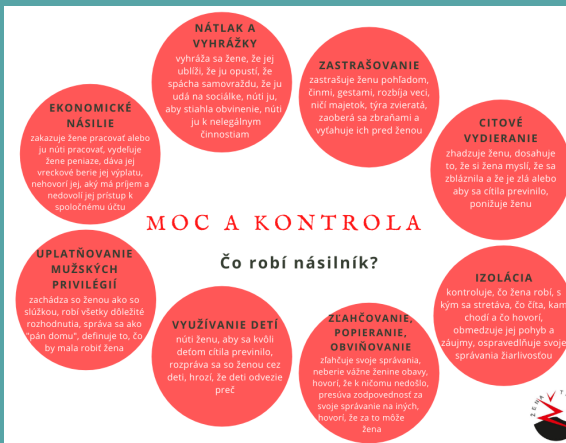 NÁTLAK A
VYHRÁŽKY
vyhráža sa žene, že jej
ublíži, že ju opustí, že
spácha samovraždu, že ju
udá na sociálke, núti ju,
aby stiahla obvinenie, núti
ju k nelegálnym
činnostiam
ZASTRAŠOVANIE
zastrašuje ženu pohľadom,
činmi, gestami, rozbíja veci,
ničí majetok, týra zvieratá,
zaoberá sa zbraňami a
vyťahuje ich pred ženou
EKONOMICKÉ
NÁSILIE
zakazuje žene pracovať alebo
ju núti pracovať, vydeľuje
žene peniaze, dáva jej
vreckové berie jej výplatu,
nehovorí jej, aký má príjem a
nedovolí jej prístup k
spoločnému účtu
CITOVÉ
VYDIERANIE
zhadzuje ženu, dosahuje
to, že si žena myslí, že sa
zbláznila a že je zlá alebo
aby sa cítila previnilo,
ponižuje ženu
MOC A KONTROLA
Čo robí násilník?
UPLATŇOVANIE
MUŽSKÝCH
PRIVILÉGIÍ
zachádza so ženou ako so
slúžkou, robí všetky dôležité
rozhodnutia, správa sa ako
"pán domu", definuje to, čo
by mala robiť žena
IZOLÁCIA
kontroluje, čo žena robí, s
kým sa stretáva, čo číta, kam
chodí a čo hovorí,
obmedzuje jej pohyb a
záujmy, ospravedlňuje svoje
správania žiarlivosťou
VYUŽÍVANIE DETÍ
núti ženu, aby sa kvôli
deťom cítila previnilo,
rozpráva sa so ženou cez
deti, hrozí, že deti odvezie
preč
ZĽAHČOVANIE,
POPIERANIE,
OBVIŇOVANIE
zľahčuje svoje správania,
neberie vážne ženine obavy,
hovorí, že k ničomu nedošlo,
presúva zodpovednosť za
svoje správanie na iných,
hovorí, že za to môže
žena